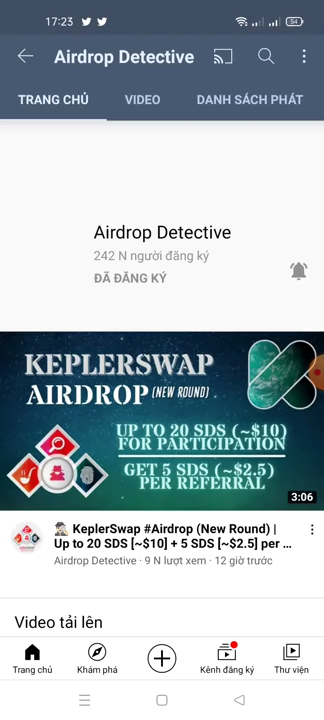 17:23
54
Airdrop Detective
TRANG CHỦ
VIDEO
DANH SÁCH PHÁT
Airdrop Detective
242 N người đăng ký
ĐÃ ĐĂNG KÝ
KEPLERSWAP
AIRDROP (NEW ROUND)
UP TO 20 SDS (~$10)
FOR PARTICIPATION
GET 5 SDS (~$2.5)
PER REFERRAL
3:06
KeplerSwap #Airdrop (New Round) |
Up to 20 SDS [~$10] + 5 SDS [~$2.5] per ...
Airdrop Detective · 9 N lượt xem · 12 giờ trước
Video tải lên
Trang chủ
Khám phá
Kênh đăng ký
Thư viện